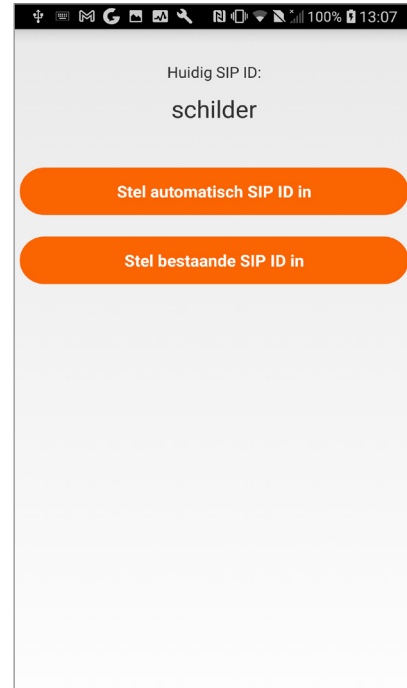 100% 13:07
Huidig SIP ID:
schilder
Stel automatisch SIP ID in
Stel bestaande SIP ID in